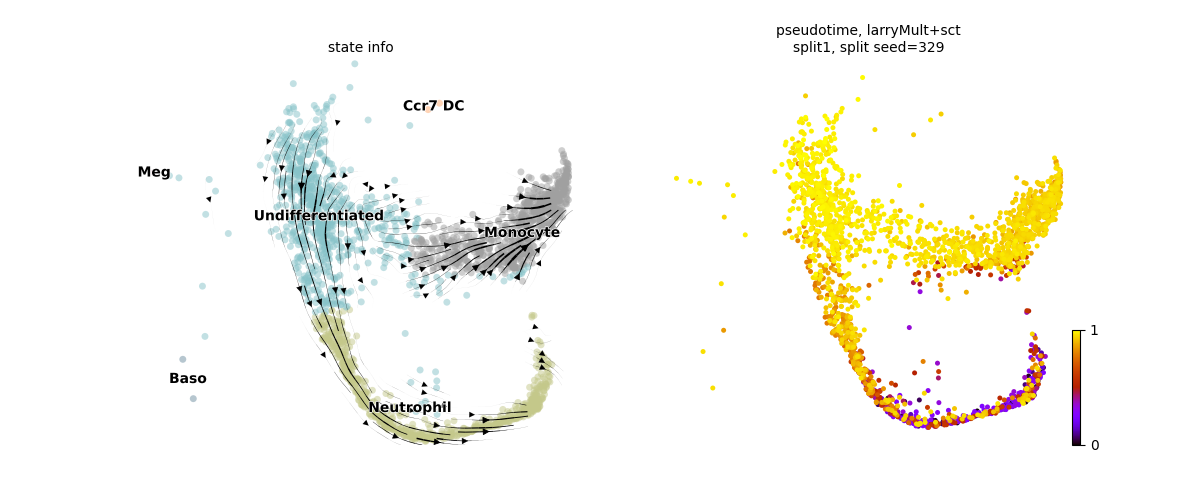 state info
Ccr7 DC
Meg
Undifferentiated
Monocyte
Baso
Neutrophil
pseudotime, larryMult+sct
split1, split seed=329
1
0